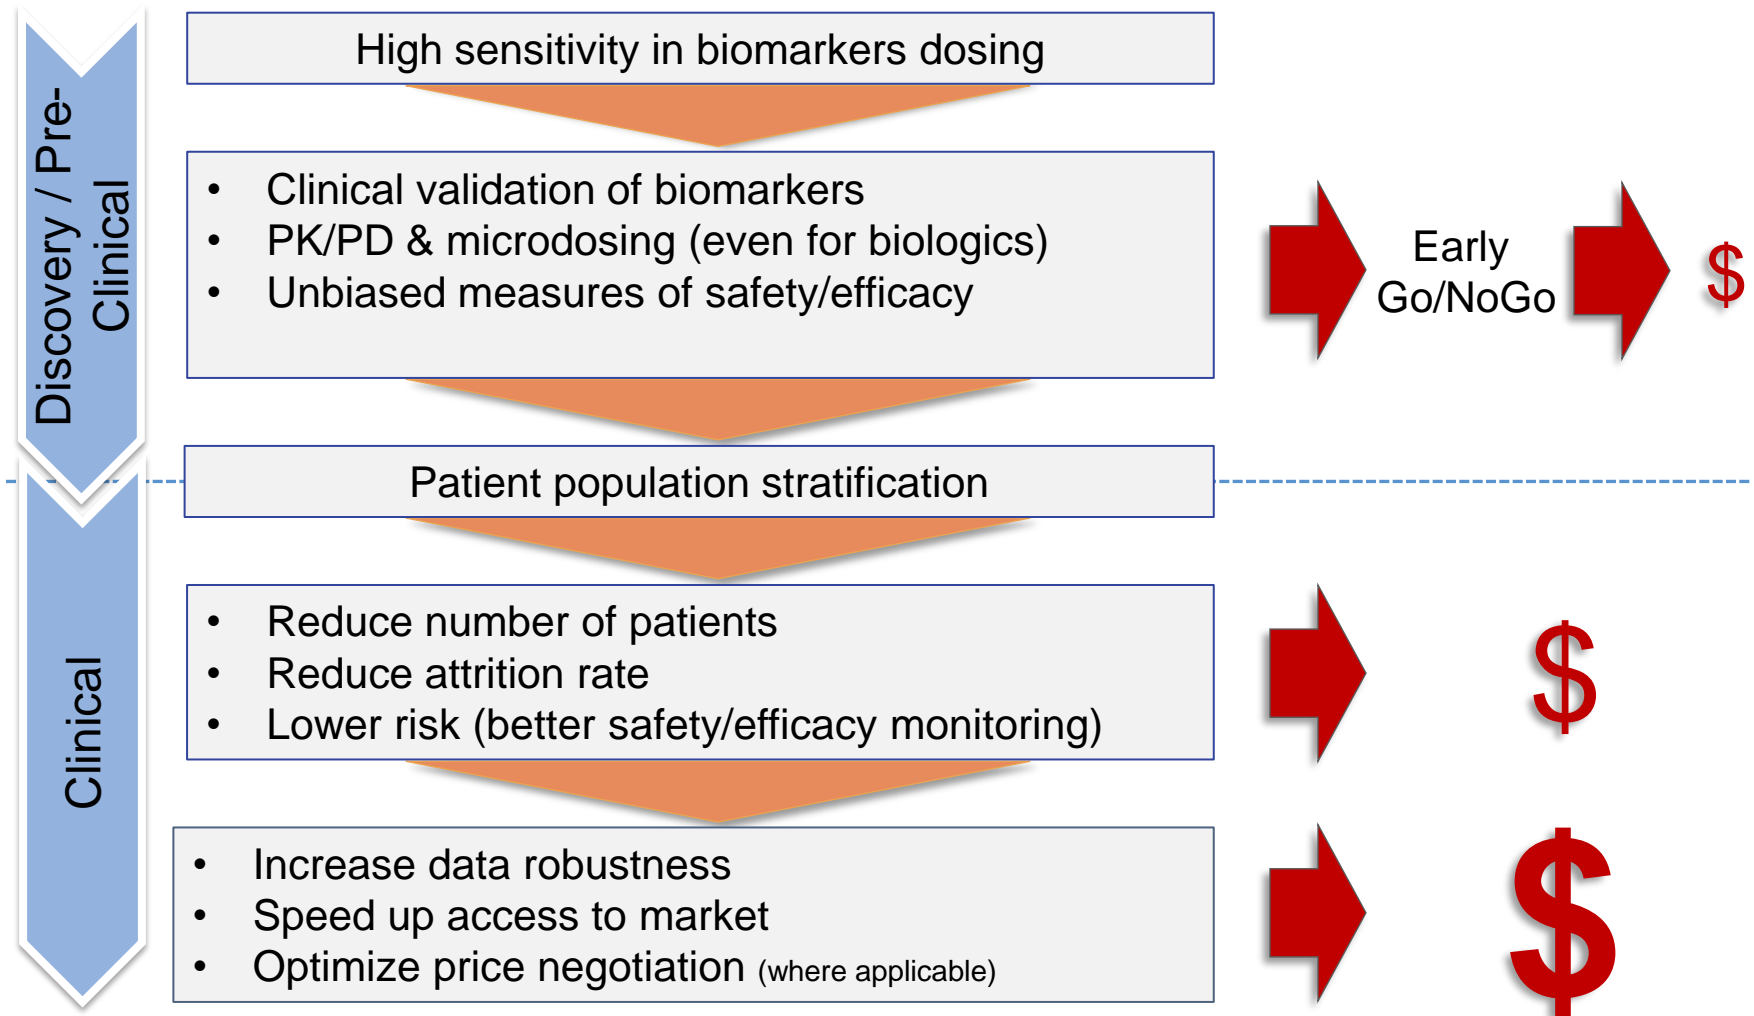 High sensitivity in biomarkers dosing
Discovery / Pre-
Clinical
• Clinical validation of biomarkers
• PK/PD & microdosing (even for biologics)
• Unbiased measures of safety/efficacy
Early
Go/NoGo
$
Patient population stratification
Clinical
• Reduce number of patients
• Reduce attrition rate
• Lower risk (better safety/efficacy monitoring)
$
• Increase data robustness
• Speed up access to market
• Optimize price negotiation (where applicable)
$